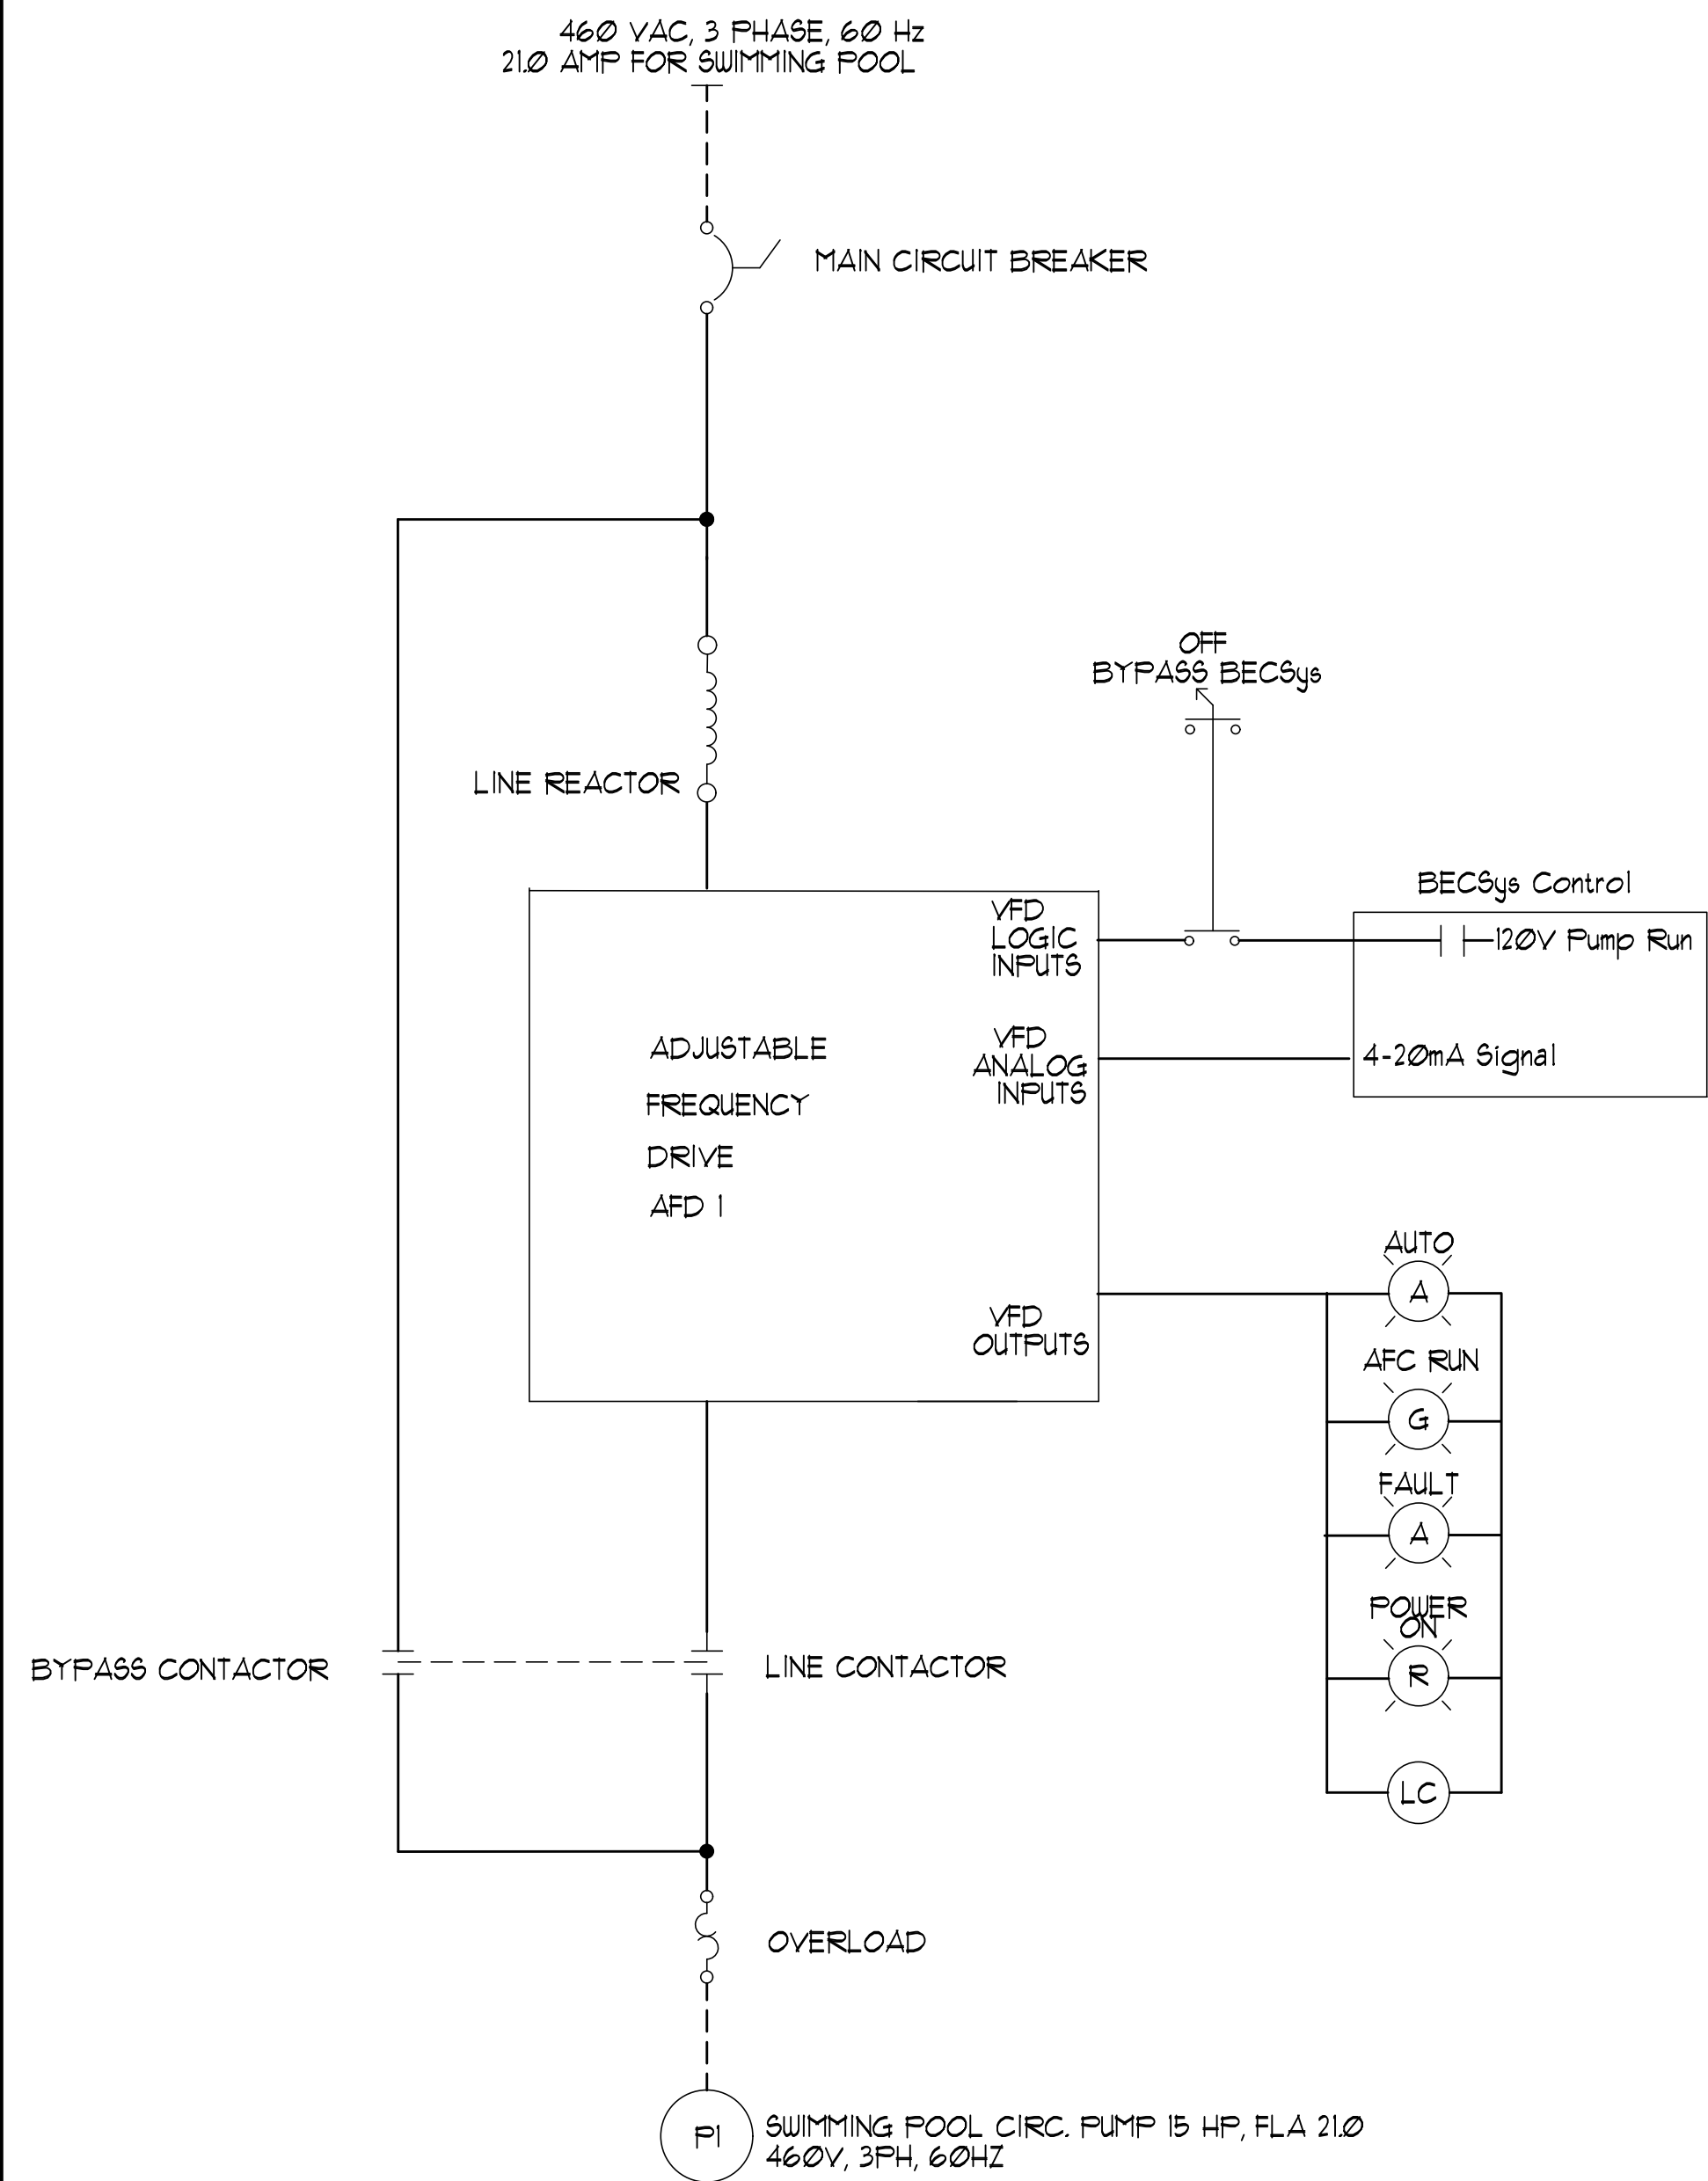 460 VAC, 3 PHASE, 60 Hz
21.0 AMP FOR SWIMMING POOL
MAIN CIRCUIT BREAKER
OFF
BYPASS BECSys
LINE REACTOR
BECSys Control
VFD
LOGIC
INPUTS
120V Pump Run
VFD
ANALOG
INPUTS
4-20mA Signal
ADJUSTABLE
FREQUENCY
DRIVE
AFD 1
VFD
OUTPUTS
AUTO
A
AFC RUN
G
FAULT
A
POWER
ON
R
BYPASS CONTACTOR
LINE CONTACTOR
LC
OVERLOAD
P1
SWIMMING POOL CIRC. PUMP 15 HP, FLA 21.0
460V, 3PH, 60HZ